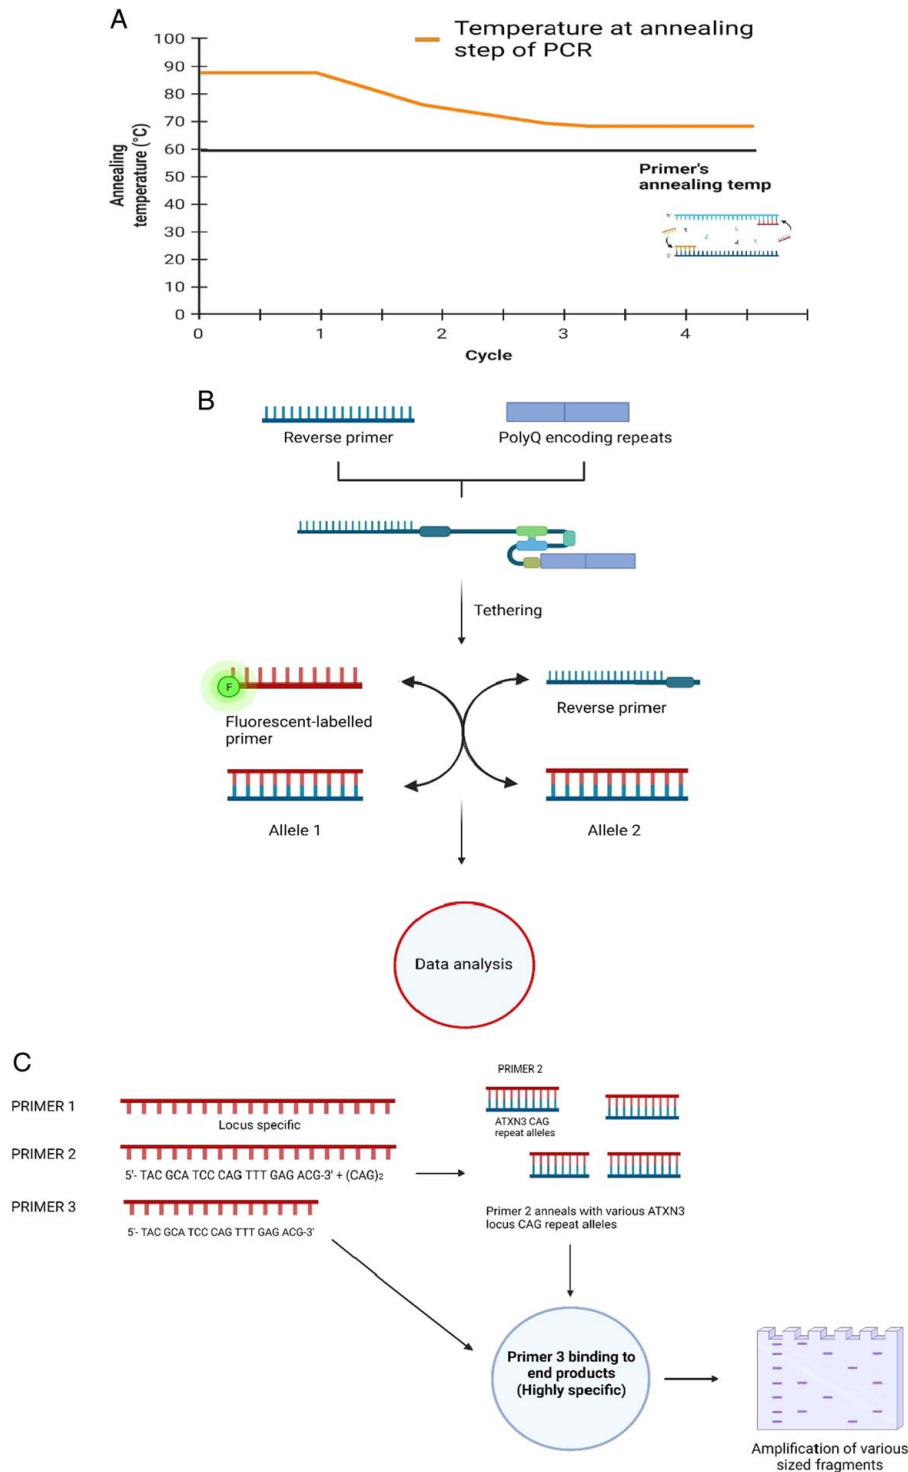 A
Temperature at annealing
step of PCR
100
90
80
70
60
50
40
30
20
10
0
Annealing
temperature (°C)
Primer's
annealing temp
0
1
2
3
4
Cycle
B
Reverse primer
PolyQ encoding repeats
Tethering
F
Fluorescent-labelled
primer
Reverse primer
Allele 1
Allele 2
Data analysis
C
PRIMER 1
Locus specific
PRIMER 2
5'- TAC GCA TCC CAG TTT GAG ACG-3' + (CAG)₂
PRIMER 3
5'- TAC GCA TCC CAG TTT GAG ACG-3'
PRIMER 2
ATXN3 CAG
repeat alleles
Primer 2 anneals with various ATXN3
locus CAG repeat alleles
Primer 3 binding to
end products
(Highly specific)
Amplification of various
sized fragments